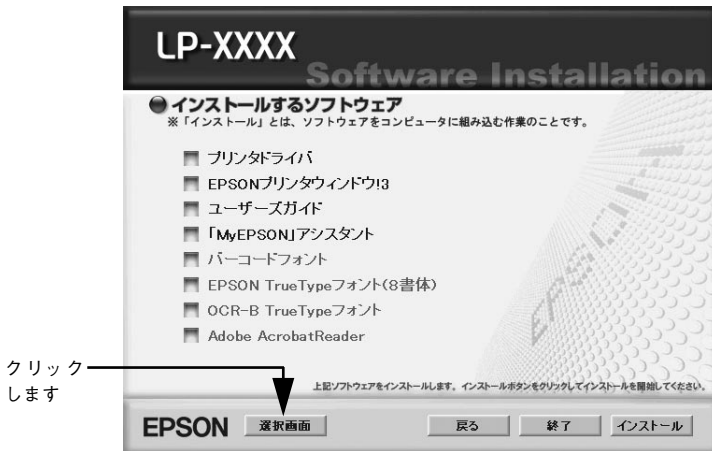 LP-XXXX
Software Installation
インストールするソフトウェア
※「インストール」とは、ソフトウェアをコンピュータに組み込む作業のことです。
プリンタドライバ
EPSONプリンタウィンドウ!3
ユーザーズガイド
「MyEPSON」アシスタント
バーコードフォント
EPSON TrueTypeフォント(8書体)
OCR-B TrueTypeフォント
Adobe AcrobatReader
EPSON
クリック
します
上記ソフトウェアをインストールします。インストールボタンをクリックしてインストールを開始してください。
EPSON 選択画面 戻る 終了 インストール